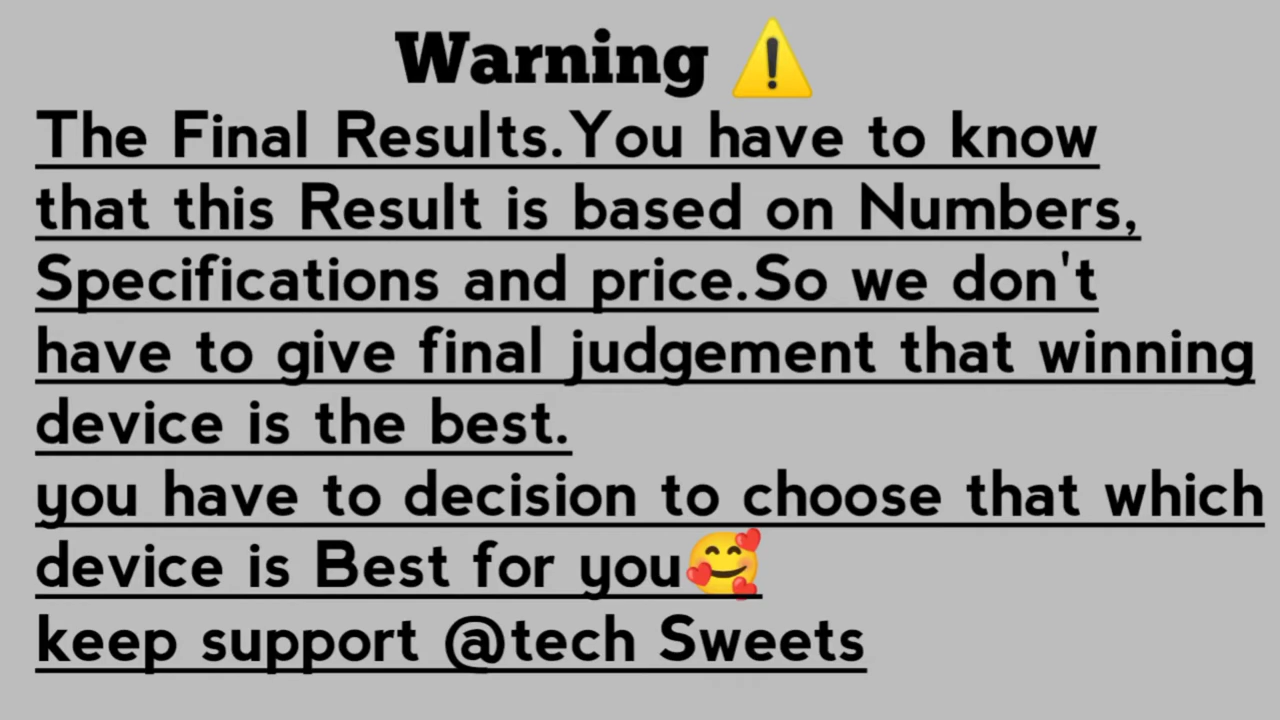 Warning ⚠️
The Final Results.You have to know
that this Result is based on Numbers,
Specifications and price.So we don't
have to give final judgement that winning
device is the best.
you have to decision to choose that which
device is Best for you🥰
keep support @tech Sweets